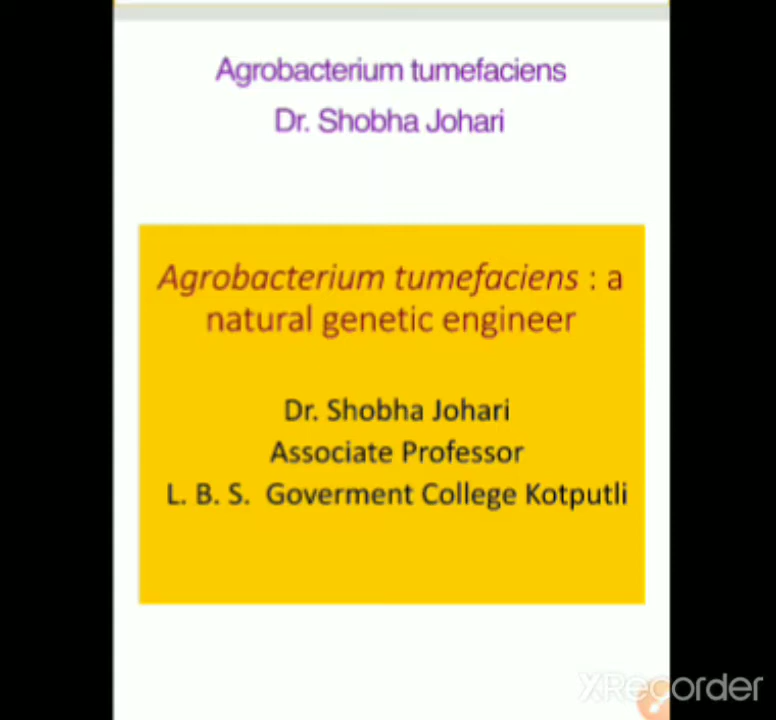 Agrobacterium tumefaciens
Dr. Shobha Johari
Agrobacterium tumefaciens : a
natural genetic engineer
Dr. Shobha Johari
Associate Professor
L. B. S. Goverment College Kotputli
XRecorder